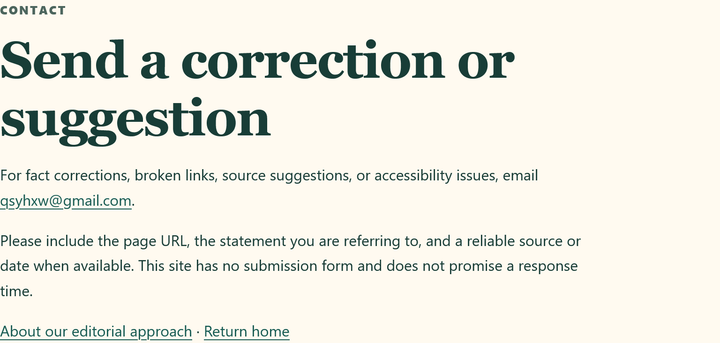 CONTACT
Send a correction or
suggestion
For fact corrections, broken links, source suggestions, or accessibility issues, email
qsyhxw@gmail.com.
Please include the page URL, the statement you are referring to, and a reliable source or
date when available. This site has no submission form and does not promise a response
time.
About our editorial approach · Return home